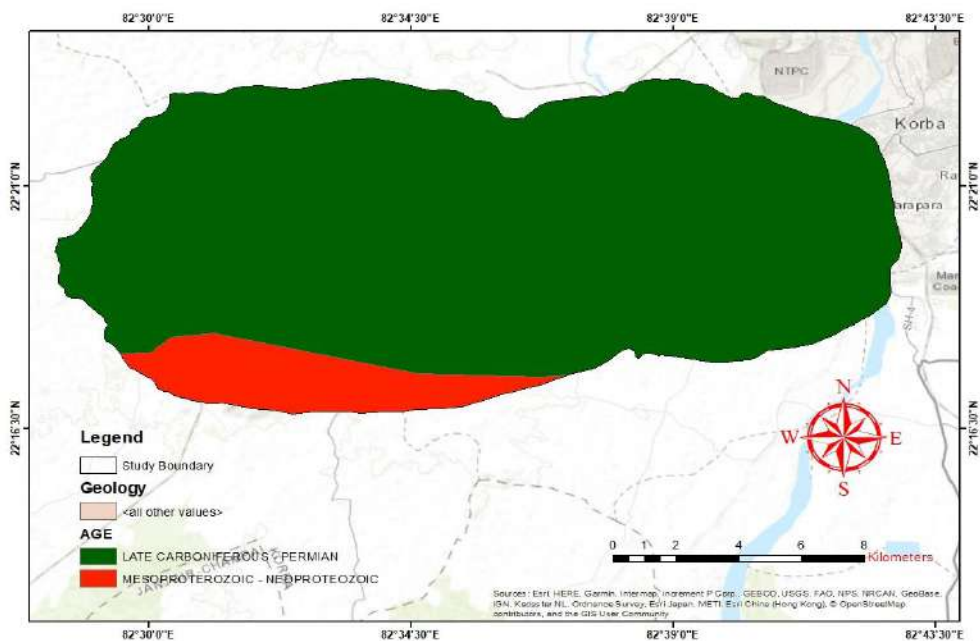 82°30'0"E 82°34'30"E 82°39'0"E 82°43'30"E
NTPC
Korba
Ra
arapara
Mar
Coa
SH-4
22°21'0"N 22°21'0"N
22°16'30"N 22°16'30"N
N
W E
S
Legend
Study Boundary
Geology
<all other values>
AGE
LATE CARBONIFEROUS - PERMIAN
MESOPROTEROZOIC - NEOPROTEOZOIC
0 1 2 4 6 8
Kilometers
Sources: Esri, HERE, Garmin, Intermap, increment P Corp., GEBCO, USGS, FAO, NPS, NRCAN, GeoBase,
IGN, Kadaster NL, Ordnance Survey, Esri Japan, METI, Esri China (Hong Kong), © OpenStreetMap
contributors, and the GIS User Community
82°30'0"E 82°34'30"E 82°39'0"E 82°43'30"E